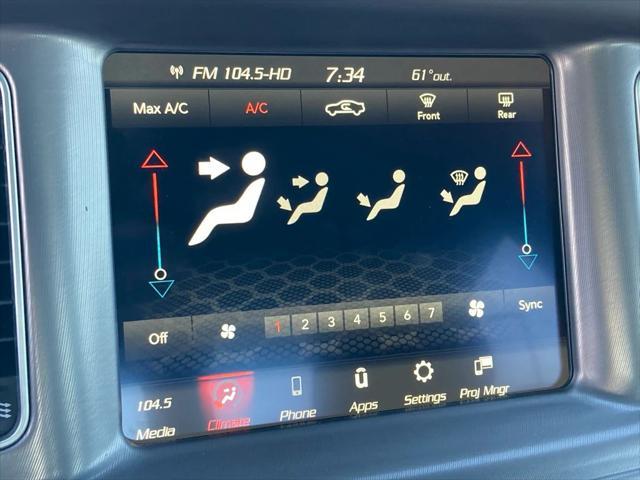 FM 104.5-HD 7:34 61°out.
Max A/C A/C Front Rear
Off 1 2 3 4 5 6 7 Sync
104.5
Media Climate Phone Apps Settings Proj Mngr